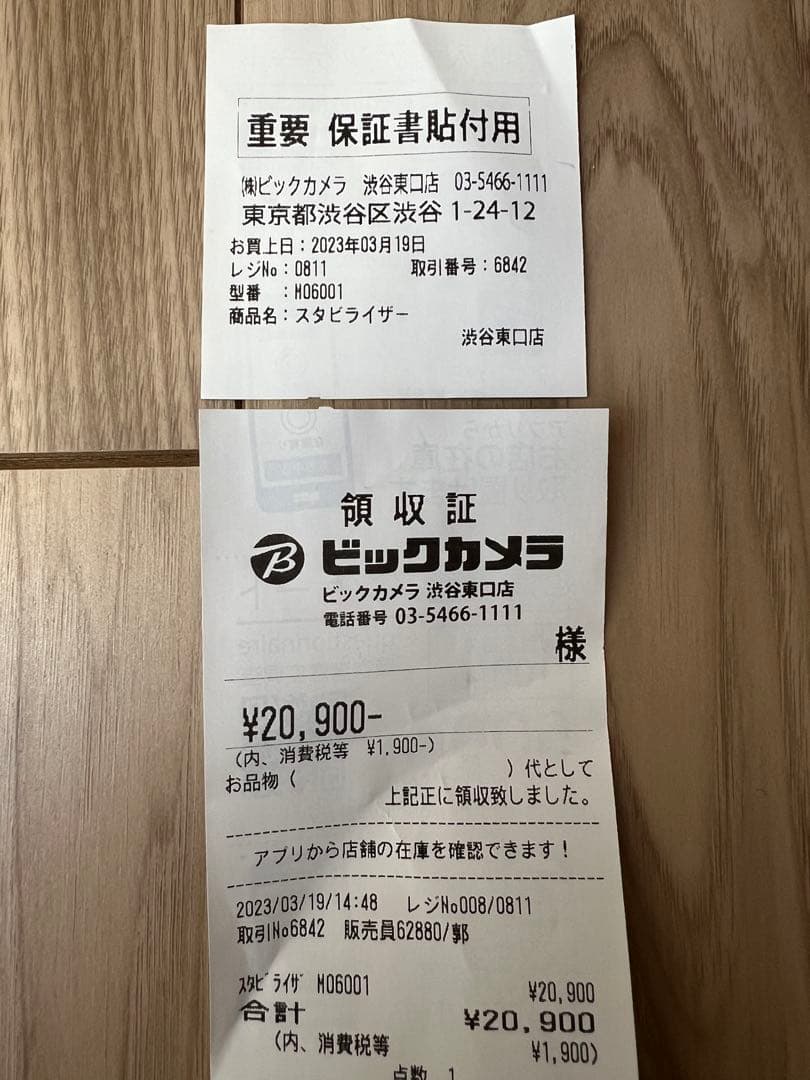 重要 保証書貼付用
㈱ビックカメラ 渋谷東口店 03-5466-1111
東京都渋谷区渋谷 1-24-12
お買上日：2023年03月19日
レジNo：0811 取引番号：6842
型番 ：M06001
商品名：スタビライザー
渋谷東口店
領収証
B ビックカメラ
ビックカメラ 渋谷東口店
電話番号 03-5466-1111
様
¥20,900-
(内、消費税等 ¥1,900-)
お品物( )代として
上記正に領収致しました。
アプリから店舗の在庫を確認できます！
2023/03/19/14:48 レジNo008/0811
取引No6842 販売員62880/郭
ｽﾀﾋﾞﾗｲｻﾞ M06001 ¥20,900
合計 ¥20,900
(内、消費税等 ¥1,900)
点数 1